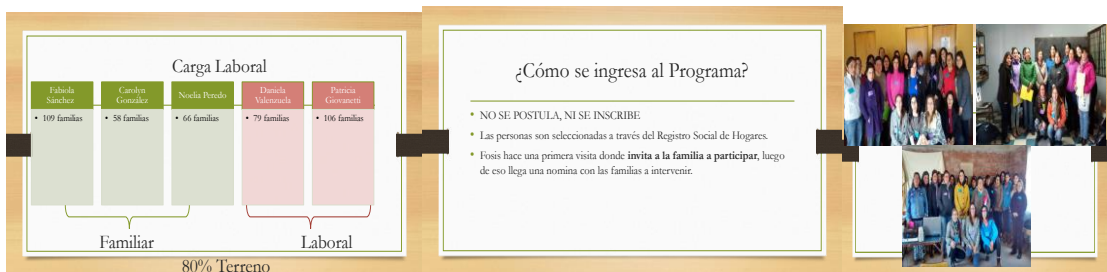 Carga Laboral
Fabiola
Sánchez
Carolyn
González
Noelia Peredo
Daniela
Valenzuela
Patricia
Giovanetti
• 109 familias
• 58 familias
• 66 familias
• 79 familias
• 106 familias
Familiar
Laboral
80% Terreno
¿Cómo se ingresa al Programa?
• NO SE POSTULA, NI SE INSCRIBE
• Las personas son seleccionadas a través del Registro Social de Hogares.
• Fosis hace una primera visita donde invita a la familia a participar, luego
de eso llega una nomina con las familias a intervenir.